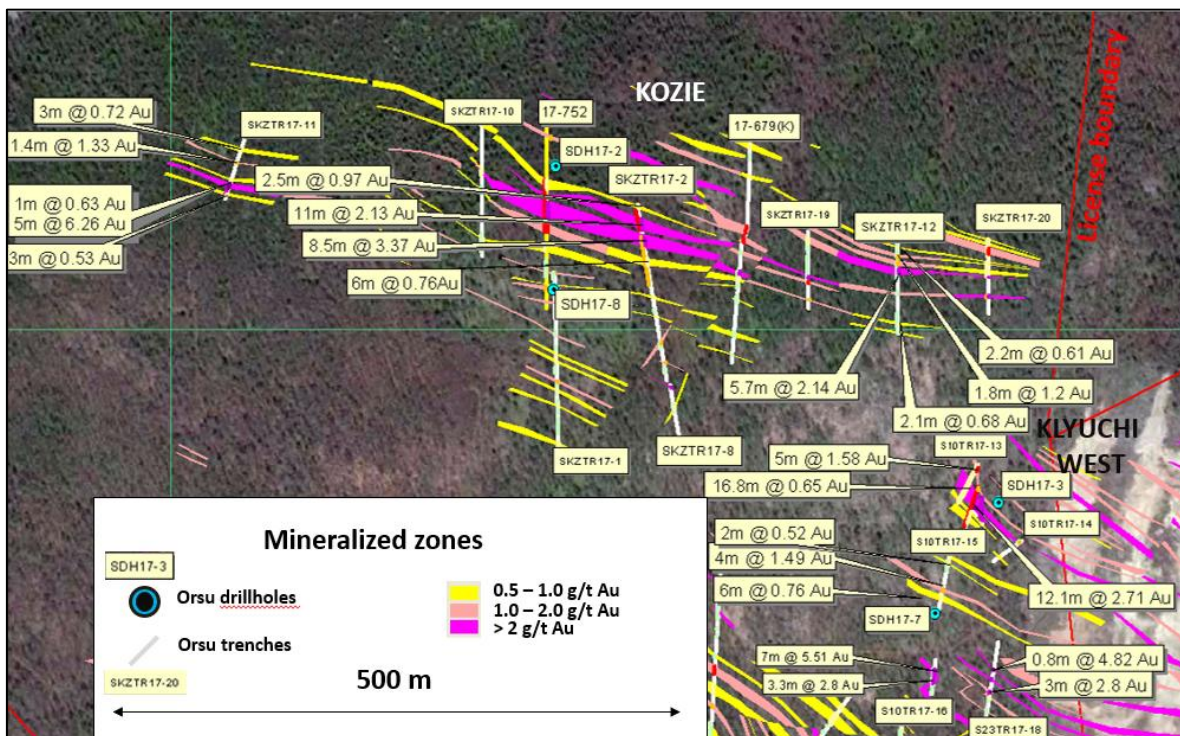 KOZIE
License boundary
3m @ 0.72 Au
SKZTR17-11
SKZTR17-10
17-752
17-679(K)
1.4m @ 1.33 Au
SDH17-2
2.5m @ 0.97 Au
SKZTR17-2
1m @ 0.63 Au
5m @ 6.26 Au
11m @ 2.13 Au
SKZTR17-19
SKZTR17-12
SKZTR17-20
3m @ 0.53 Au
8.5m @ 3.37 Au
6m @ 0.76Au
SDH17-8
2.2m @ 0.61 Au
5.7m @ 2.14 Au
1.8m @ 1.2 Au
2.1m @ 0.68 Au
KLYUCHI
WEST
SKZTR17-1
SKZTR17-8
S10TR17-13
5m @ 1.58 Au
16.8m @ 0.65 Au
SDH17-3
S10TR17-14
2m @ 0.52 Au
S10TR17-15
4m @ 1.49 Au
6m @ 0.76 Au
12.1m @ 2.71 Au
SDH17-7
7m @ 5.51 Au
0.8m @ 4.82 Au
3.3m @ 2.8 Au
3m @ 2.8 Au
S10TR17-16
S23TR17-18
Mineralized zones
SDH17-3
Orsu drillholes
Orsu trenches
SKZTR17-20
0.5 – 1.0 g/t Au
1.0 – 2.0 g/t Au
> 2 g/t Au
500 m